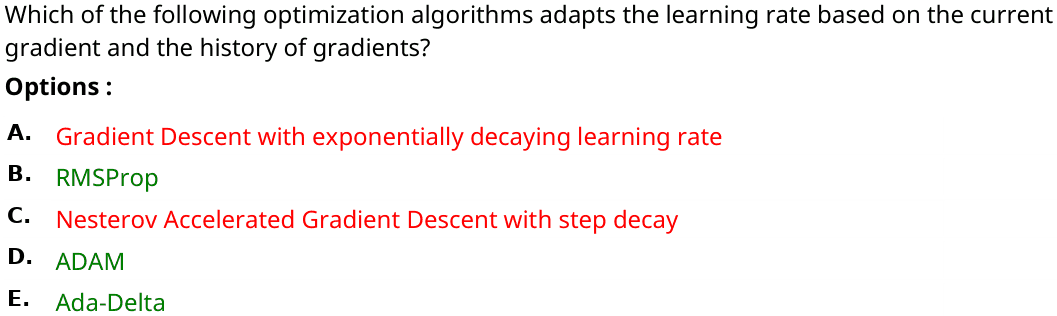 Which of the following optimization algorithms adapts the learning rate based on the current
gradient and the history of gradients?
Options :
A. Gradient Descent with exponentially decaying learning rate
B. RMSProp
C. Nesterov Accelerated Gradient Descent with step decay
D. ADAM
E. Ada-Delta